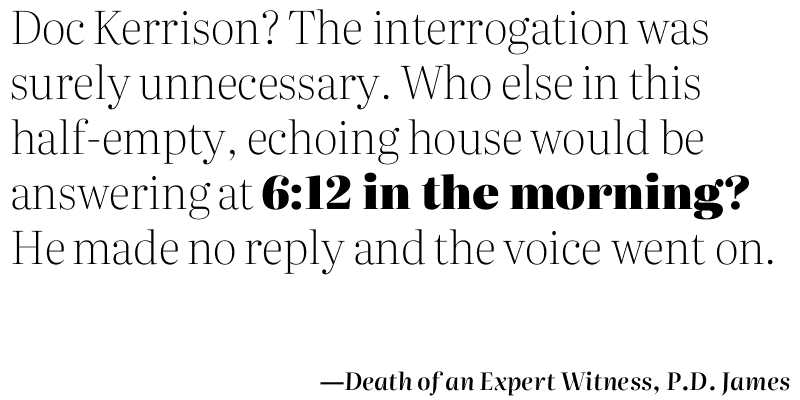 Doc Kerrison? The interrogation was
surely unnecessary. Who else in this
half-empty, echoing house would be
answering at 6:12 in the morning?
He made no reply and the voice went on.
—Death of an Expert Witness, P.D. James